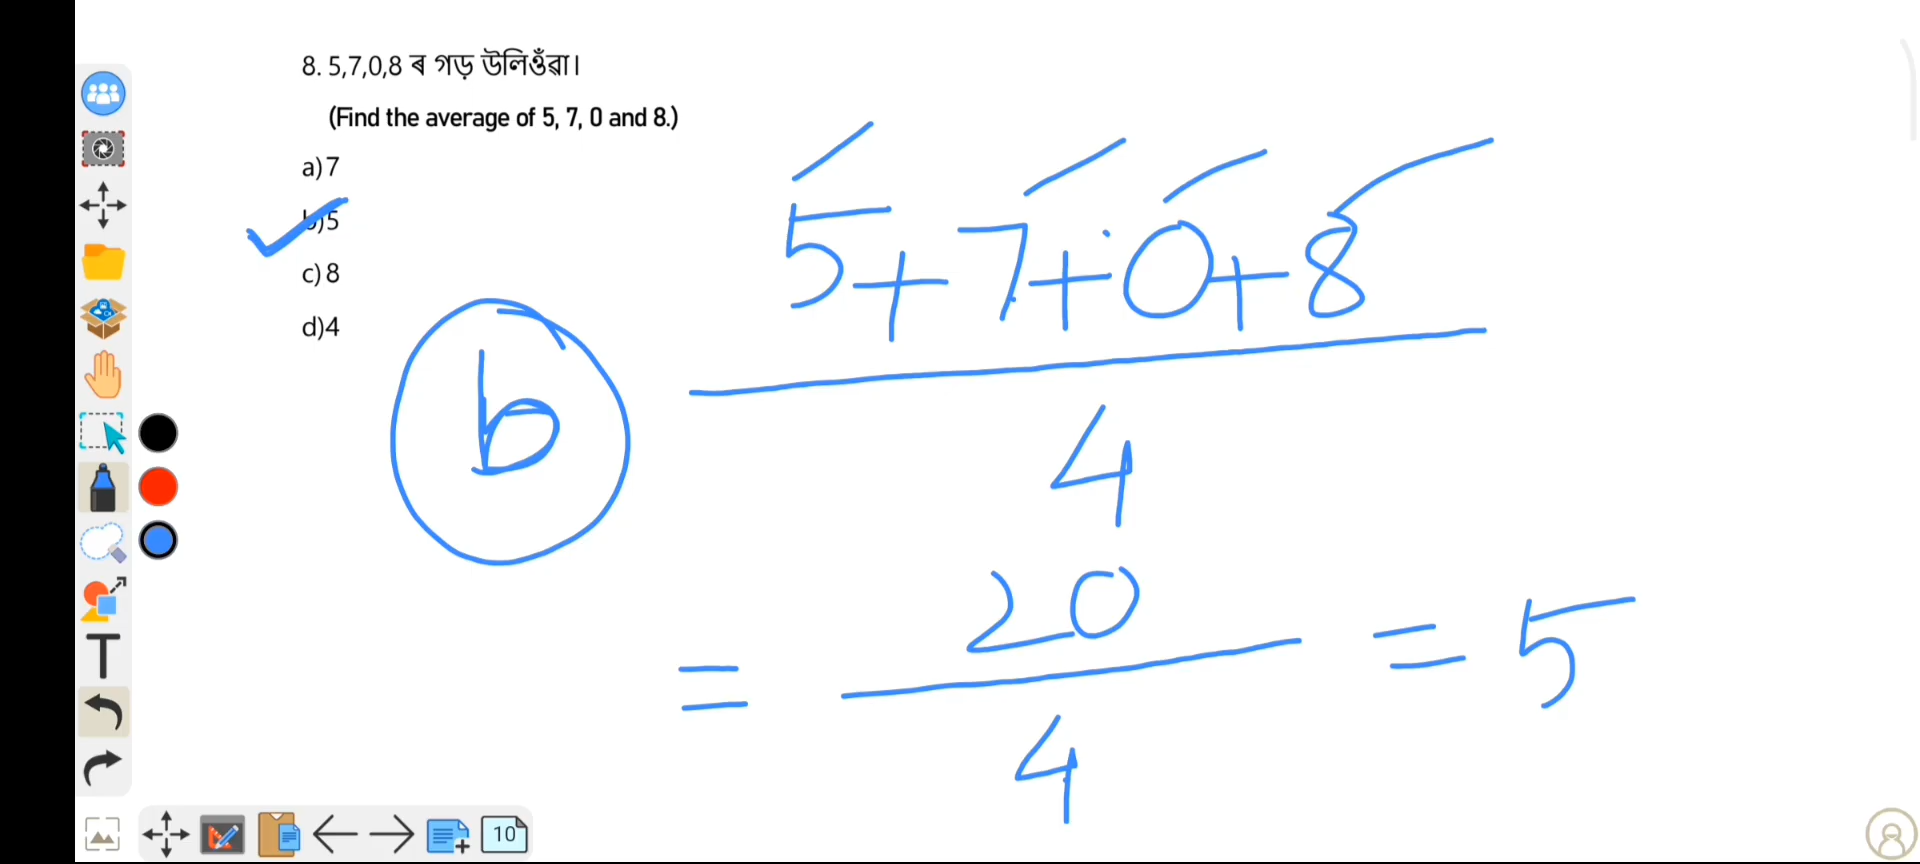 8. 5,7,0,8 ৰ গড় উলিওঁৱা।
(Find the average of 5, 7, 0 and 8.)
a)7
b)5
c) 8
d)4
b
5+7+0+8
4
= 20 = 5
4
10